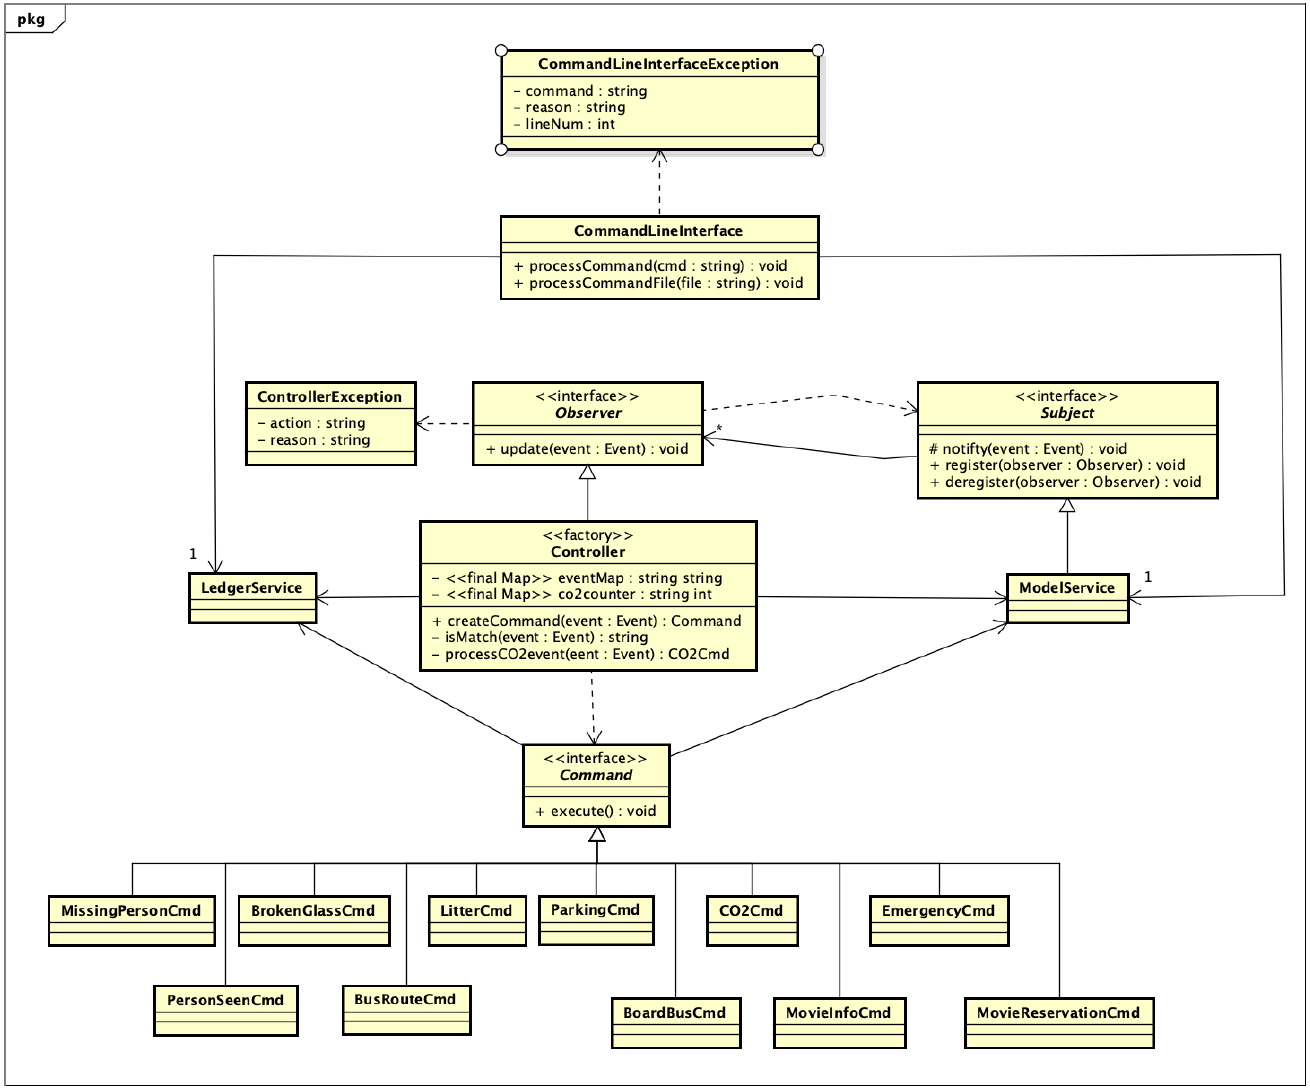 pkg
CommandLineInterfaceException
- command : string
- reason : string
- lineNum : int
CommandLineInterface
+ processCommand(cmd : string) : void
+ processCommandFile(file : string) : void
ControllerException
- action : string
- reason : string
<<interface>>
Observer
+ update(event : Event) : void
*
<<interface>>
Subject
# notifty(event : Event) : void
+ register(observer : Observer) : void
+ deregister(observer : Observer) : void
1
LedgerService
<<factory>>
Controller
- <<final Map>> eventMap : string string
- <<final Map>> co2counter : string int
+ createCommand(event : Event) : Command
- isMatch(event : Event) : string
- processCO2event(eent : Event) : CO2Cmd
ModelService
1
<<interface>>
Command
+ execute() : void
MissingPersonCmd
BrokenGlassCmd
LitterCmd
ParkingCmd
CO2Cmd
EmergencyCmd
PersonSeenCmd
BusRouteCmd
BoardBusCmd
MovieInfoCmd
MovieReservationCmd